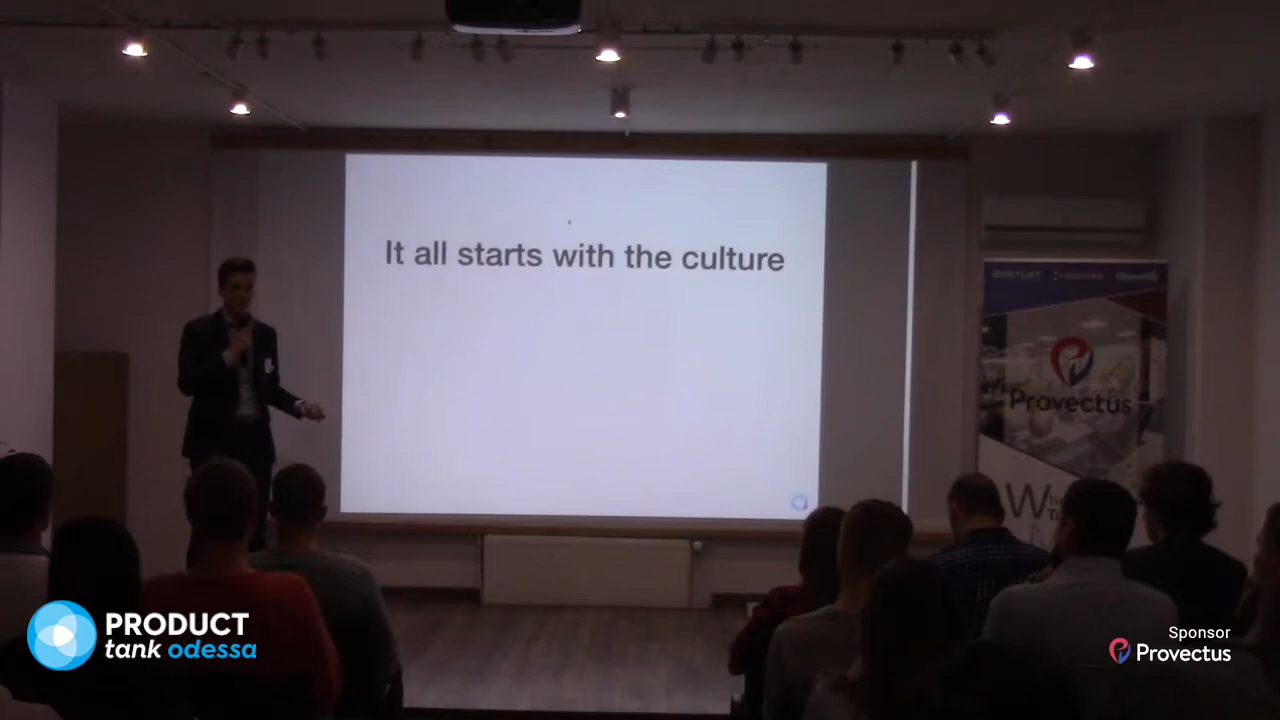 It all starts with the culture
Provectus
W
PRODUCT
tank odessa
Sponsor
Provectus